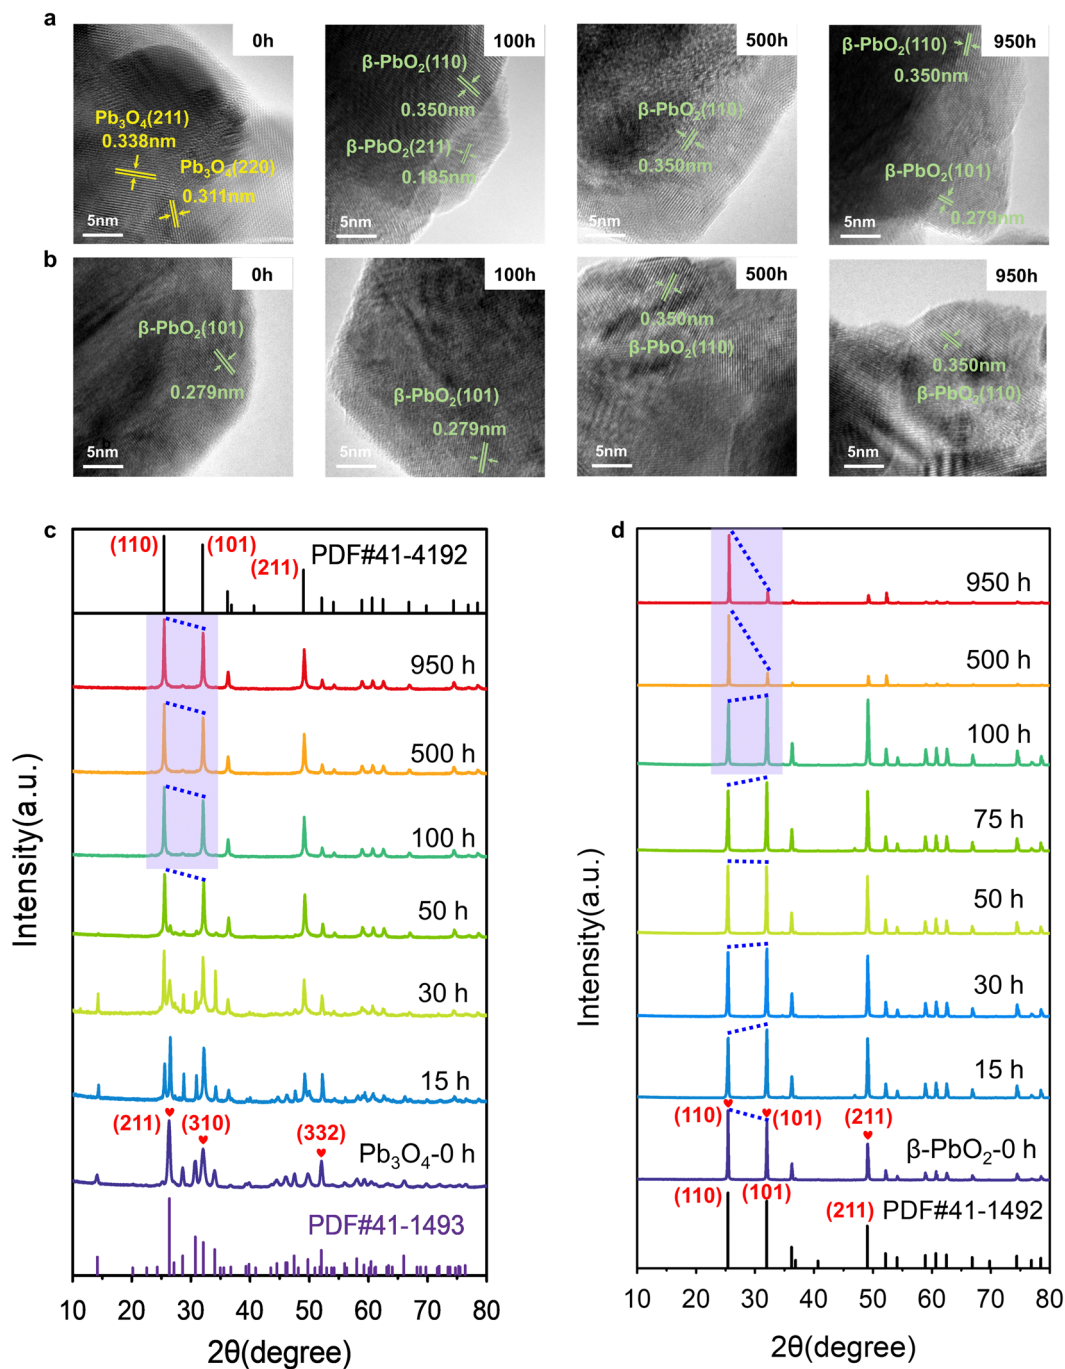 a
0h
Pb₃O₄(211)
0.338nm
Pb₃O₄(220)
0.311nm
5nm
100h
β-PbO₂(110)
0.350nm
β-PbO₂(211)
0.185nm
5nm
500h
β-PbO₂(110)
0.350nm
5nm
950h
β-PbO₂(110)
0.350nm
β-PbO₂(101)
0.279nm
5nm
b
0h
β-PbO₂(101)
0.279nm
5nm
100h
β-PbO₂(101)
0.279nm
5nm
500h
0.350nm
β-PbO₂(110)
5nm
950h
0.350nm
β-PbO₂(110)
5nm
c
(110)
(101)
(211)
PDF#41-4192
950 h
500 h
100 h
50 h
30 h
15 h
(211)
(310)
(332)
Pb₃O₄-0 h
PDF#41-1493
Intensity(a.u.)
10 20 30 40 50 60 70 80
2θ(degree)
d
950 h
500 h
100 h
75 h
50 h
30 h
15 h
(110)
(101)
(211)
β-PbO₂-0 h
(110)
(101)
(211)
PDF#41-1492
Intensity(a.u.)
10 20 30 40 50 60 70 80
2θ(degree)